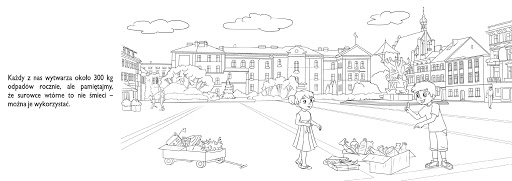 Każdy z nas wytwarza około 300 kg
odpadów rocznie, ale pamiętajmy,
że surowce wtórne to nie śmieci –
można je wykorzystać.